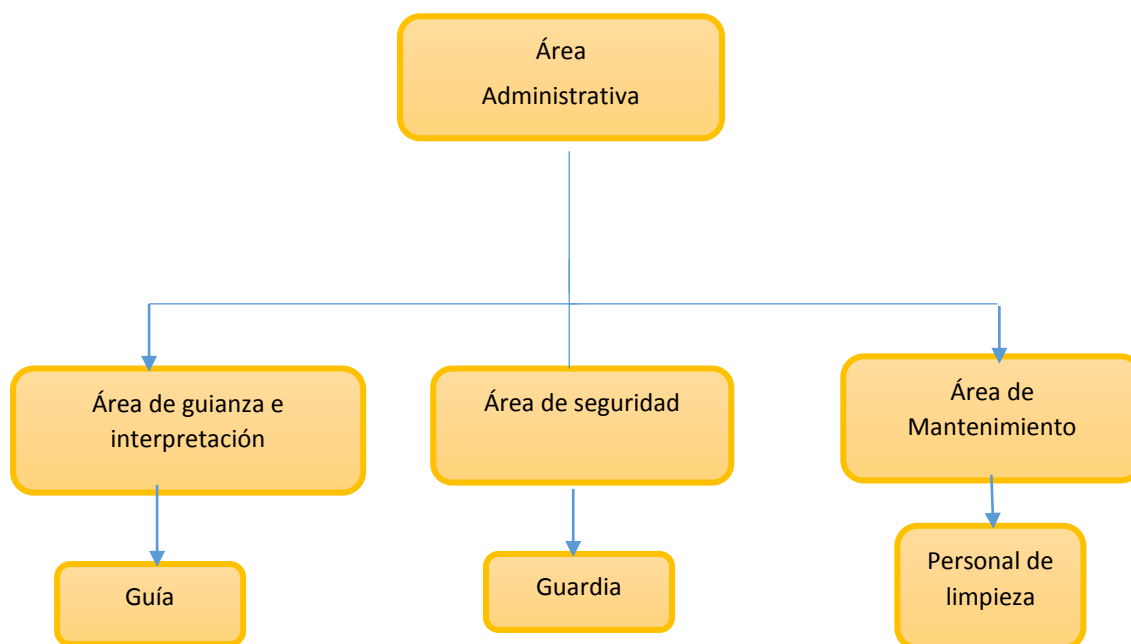 Área
Administrativa
Área de guianza e
interpretación
Área de seguridad
Área de
Mantenimiento
Guía
Guardia
Personal de
limpieza